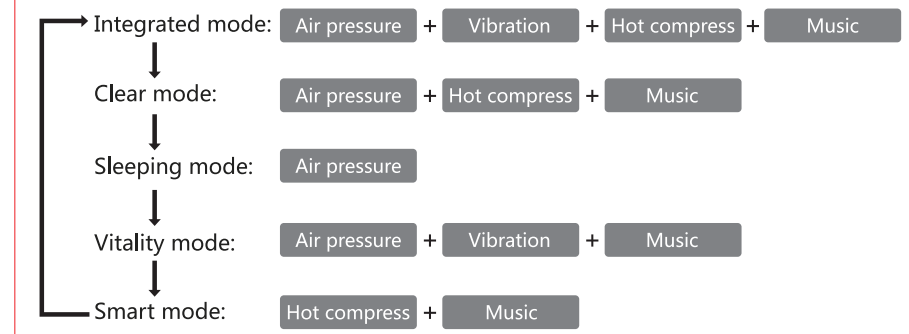 Integrated mode: Air pressure + Vibration + Hot compress + Music
Clear mode: Air pressure + Hot compress + Music
Sleeping mode: Air pressure
Vitality mode: Air pressure + Vibration + Music
Smart mode: Hot compress + Music